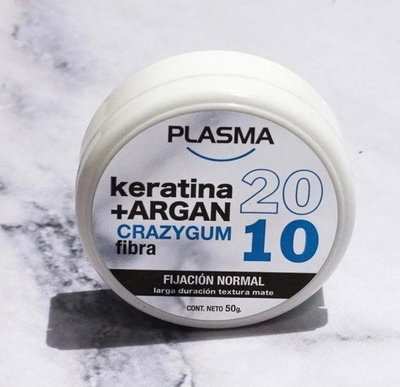 PLASMA
keratina 20
+ARGAN
CRAZYGUM 10
fibra
FIJACIÓN NORMAL
larga duración textura mate
CONT. NETO 50g.